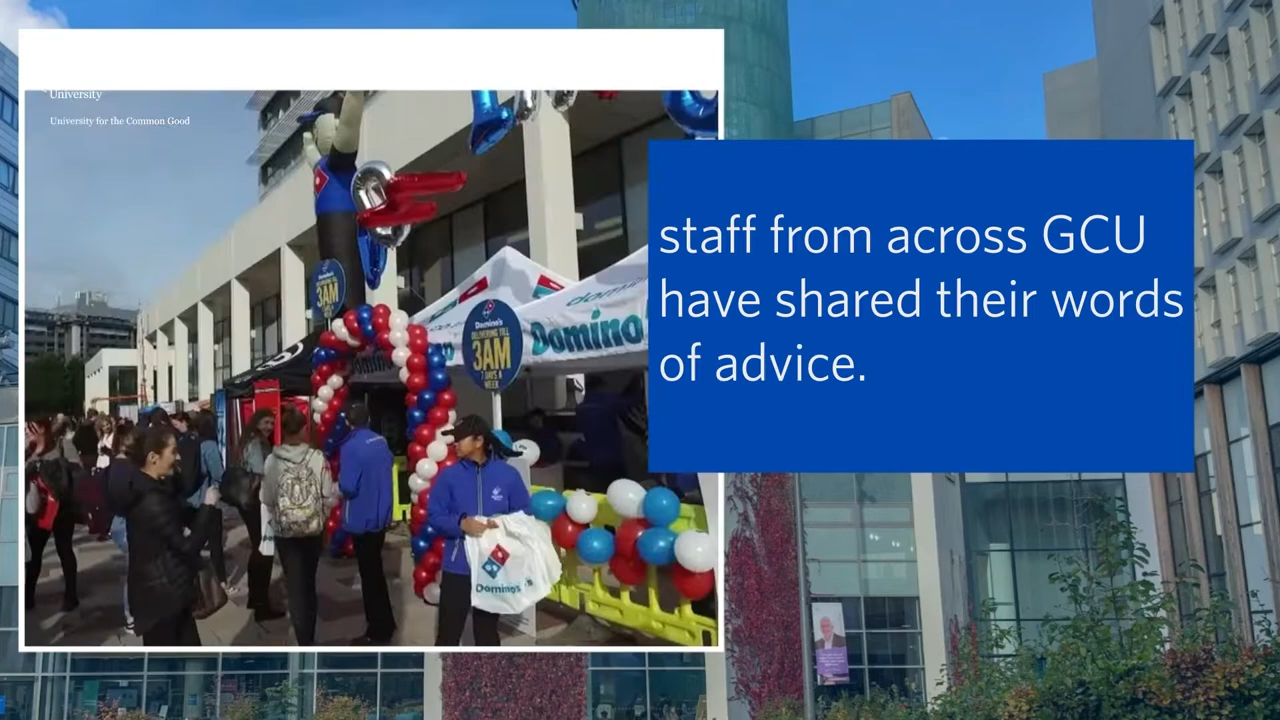 University
University for the Common Good
staff from across GCU
have shared their words
of advice.
3AM
Domino's
DELIVERING TILL
3AM
7 DAYS A
WEEK
Domino
Domino's